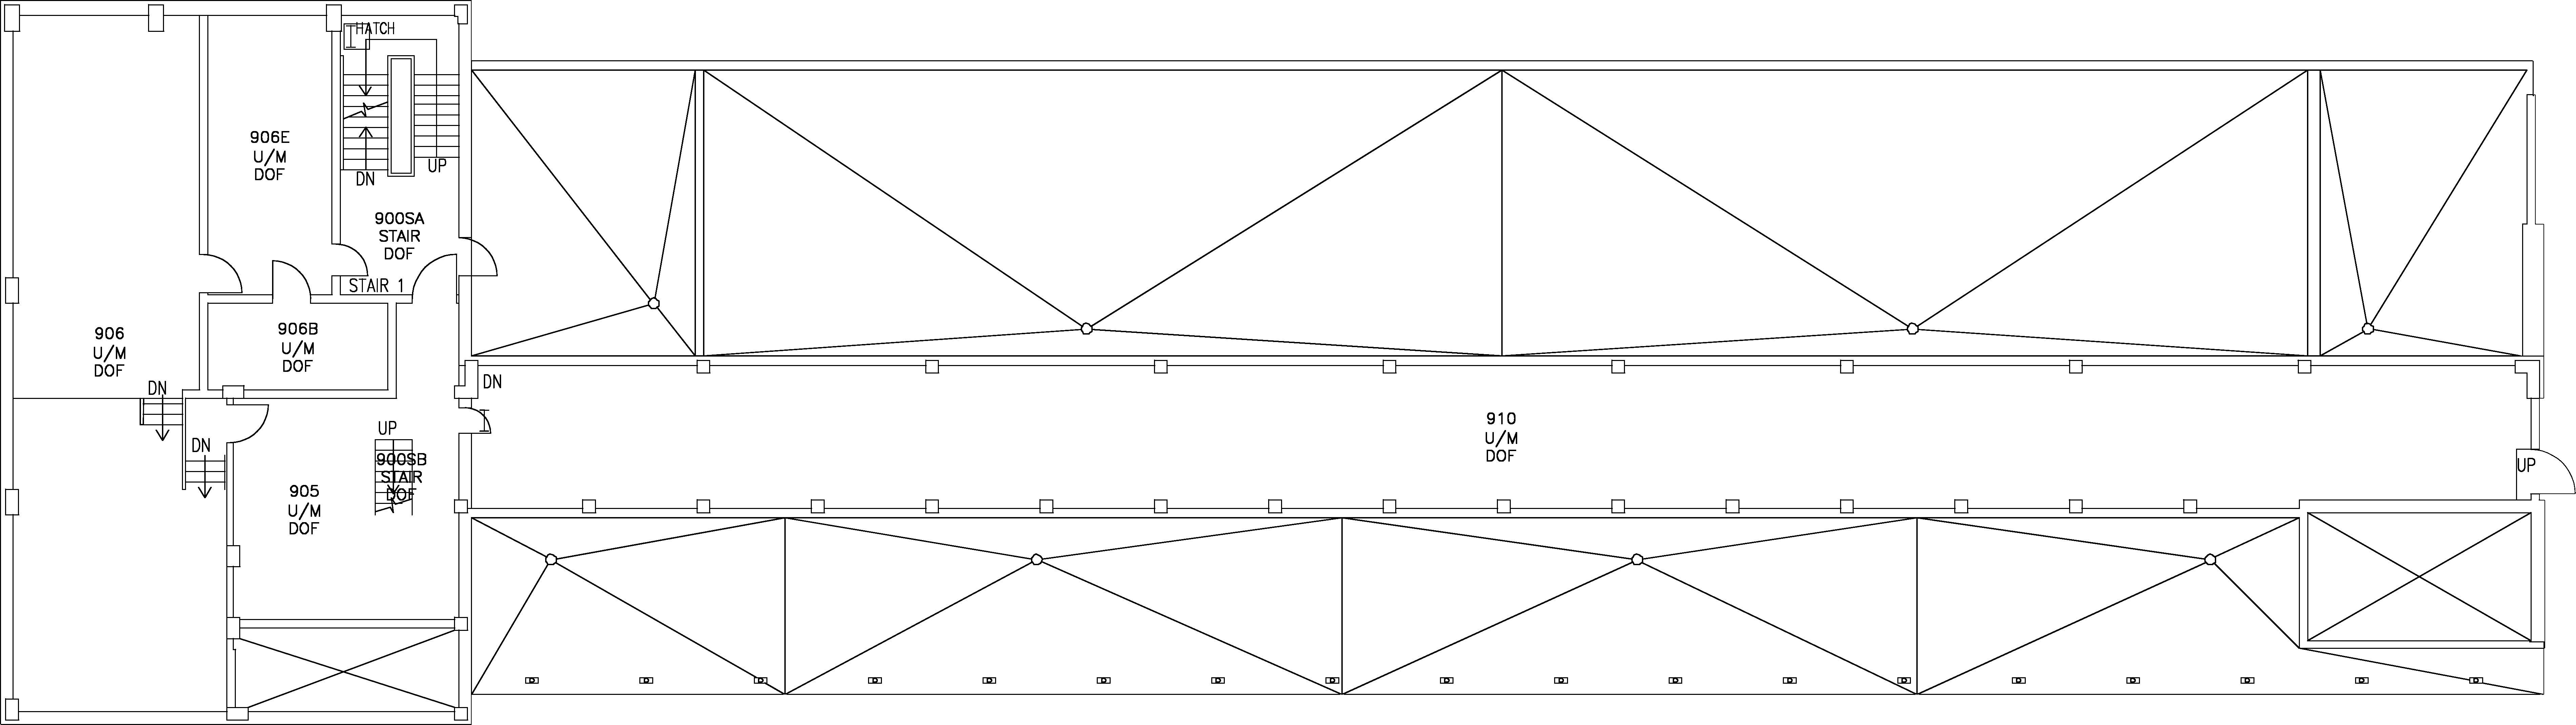 HATCH
906E
U/M
DOF
DN
UP
900SA
STAIR
DOF
STAIR 1
906
U/M
DOF
906B
U/M
DOF
DN
DN
DN
UP
900SB
STAIR
DOF
905
U/M
DOF
910
U/M
DOF
UP